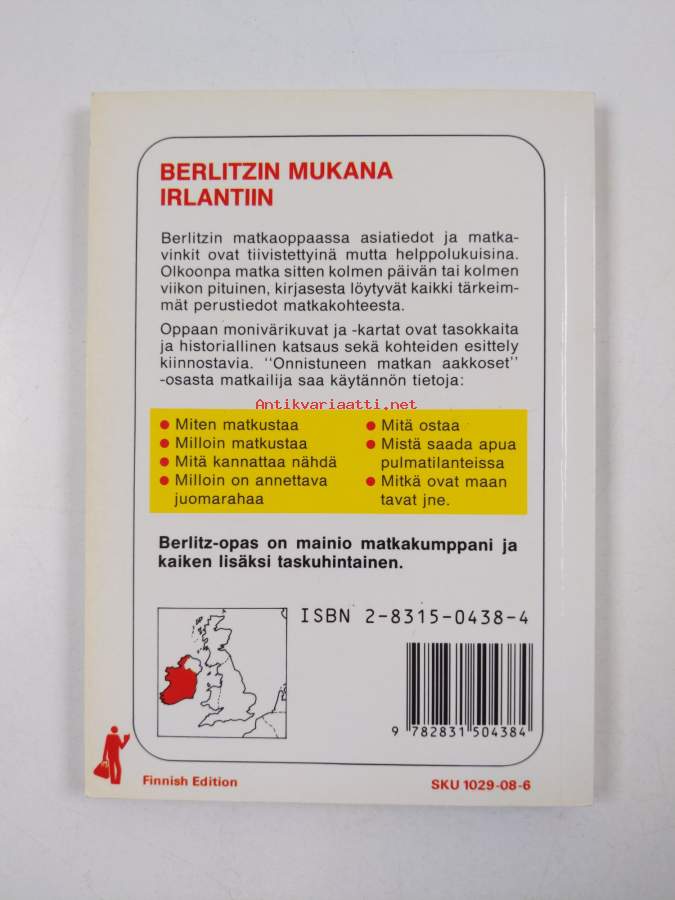 BERLITZIN MUKANA
IRLANTIIN
Berlitzin matkaoppaassa asiatiedot ja matka-
vinkit ovat tiivistettyinä mutta helppolukuisina.
Olkoonpa matka sitten kolmen päivän tai kolmen
viikon pituinen, kirjasesta löytyvät kaikki tärkeim-
mät perustiedot matkakohteesta.
Oppaan monivärikuvat ja -kartat ovat tasokkaita
ja historiallinen katsaus sekä kohteiden esittely
kiinnostavia. ''Onnistuneen matkan aakkoset''
-osasta matkailija saa käytännön tietoja:
Antikvariaatti.net
● Miten matkustaa
● Milloin matkustaa
● Mitä kannattaa nähdä
● Milloin on annettava
juomarahaa
● Mitä ostaa
● Mistä saada apua
pulmatilanteissa
● Mitkä ovat maan
tavat jne.
Berlitz-opas on mainio matkakumppani ja
kaiken lisäksi taskuhintainen.
ISBN 2-8315-0438-4
9 782831 504384
Finnish Edition
SKU 1029-08-6